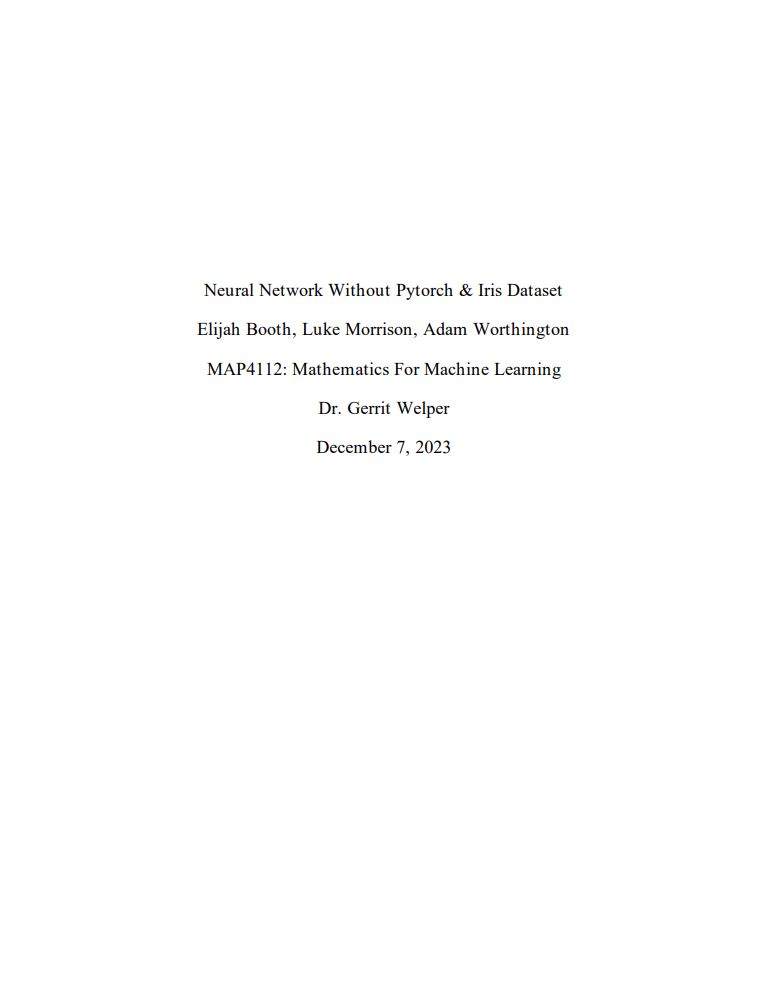 Neural Network Without Pytorch & Iris Dataset
Elijah Booth, Luke Morrison, Adam Worthington
MAP4112: Mathematics For Machine Learning
Dr. Gerrit Welper
December 7, 2023